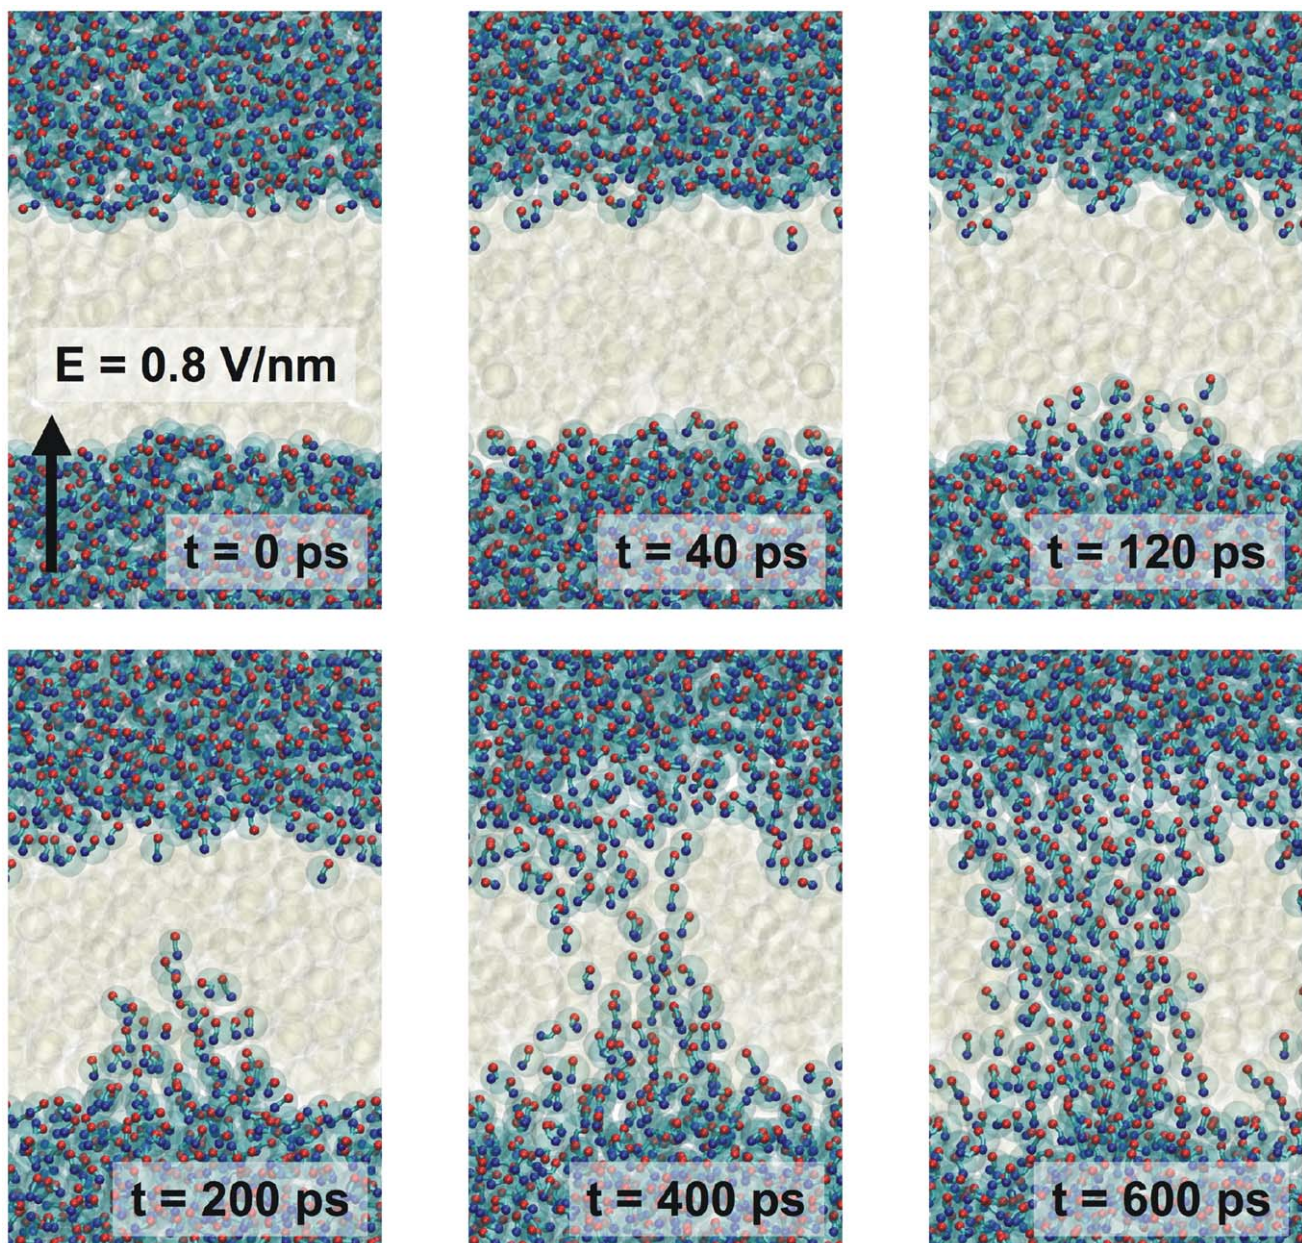 E = 0.8 V/nm
t = 0 ps
t = 40 ps
t = 120 ps
t = 200 ps
t = 400 ps
t = 600 ps